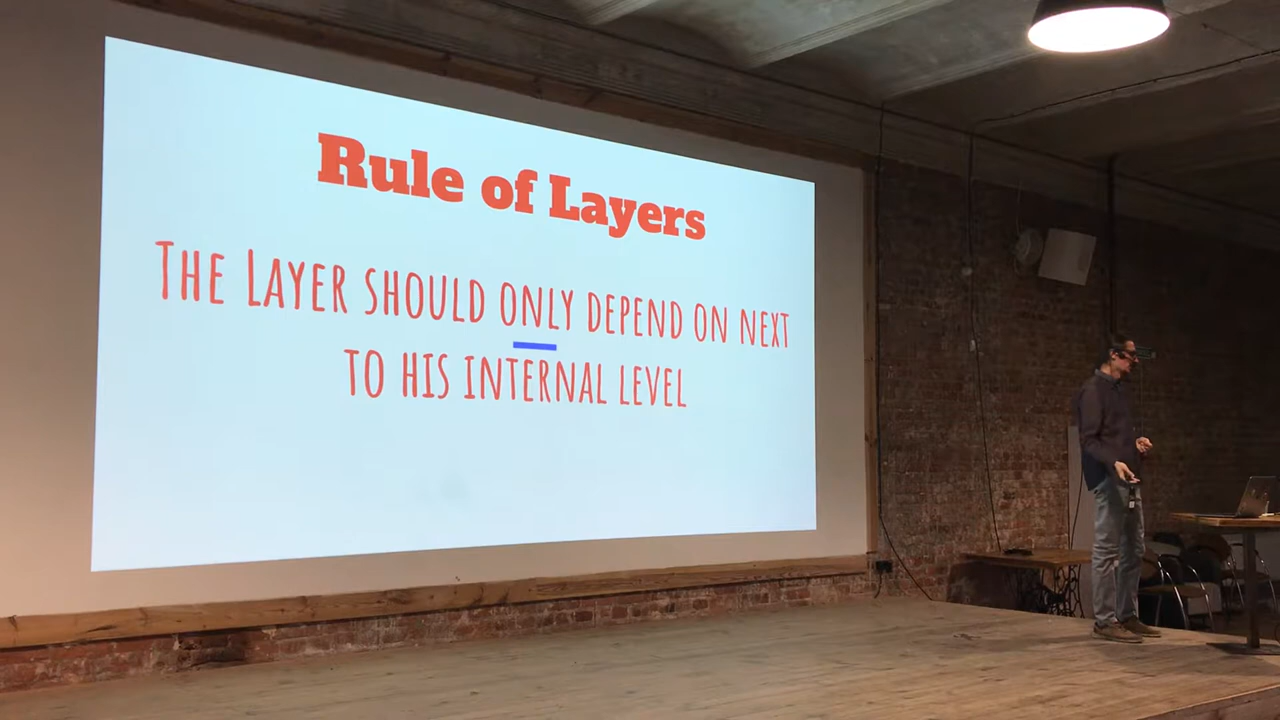 Rule of Layers
The Layer should only depend on next
to his internal level